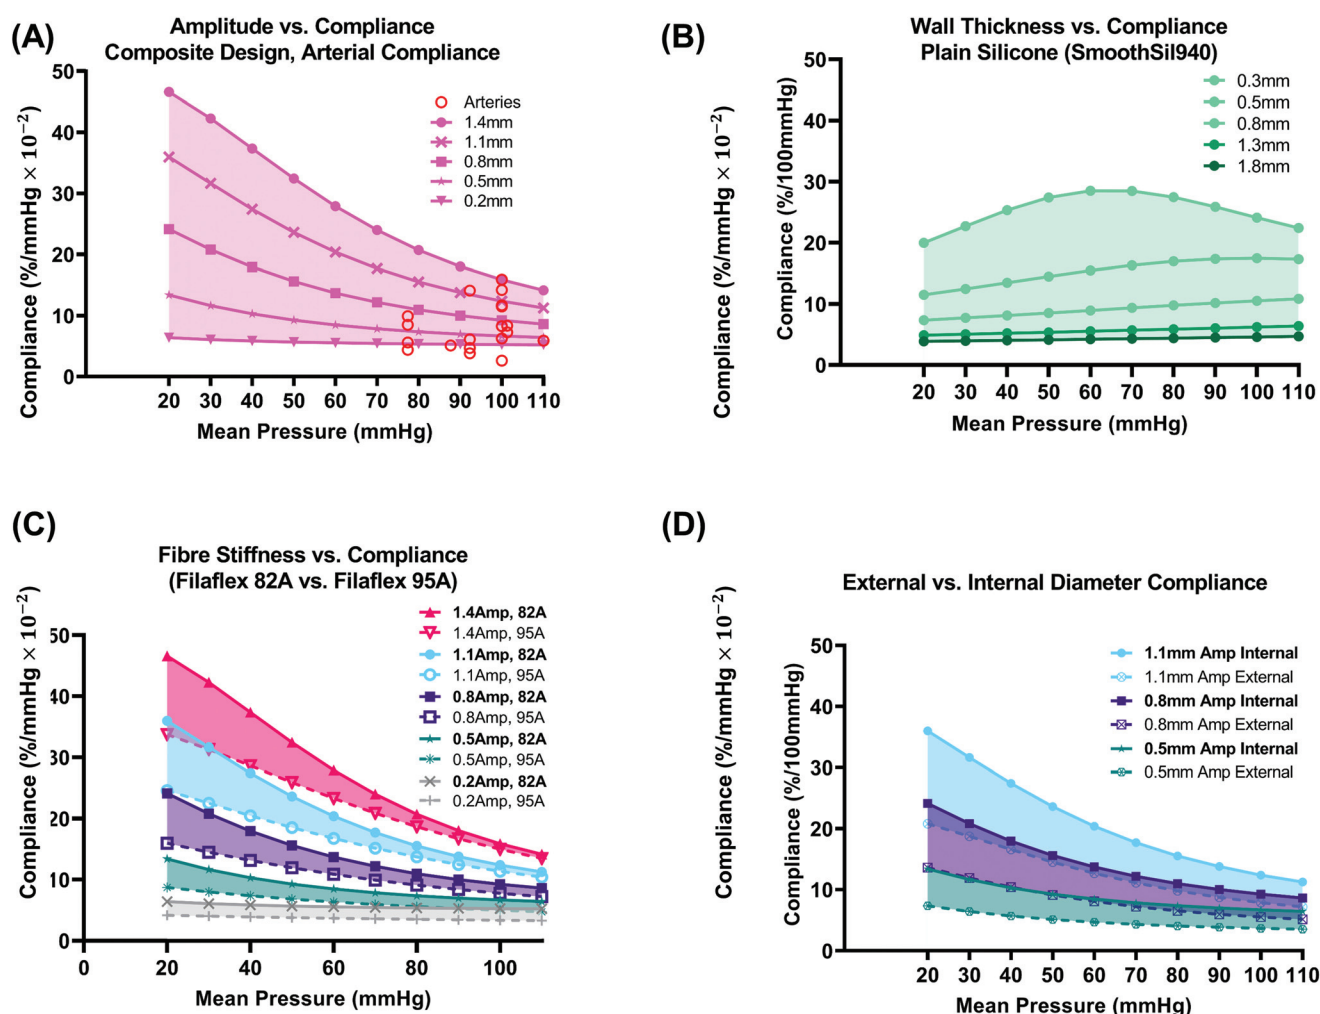 (A)
Amplitude vs. Compliance
Composite Design, Arterial Compliance
Compliance (%/mmHg × 10⁻²)
50
40
30
20
10
0
Arteries
1.4mm
1.1mm
0.8mm
0.5mm
0.2mm
20 30 40 50 60 70 80 90 100 110
Mean Pressure (mmHg)
(B)
Wall Thickness vs. Compliance
Plain Silicone (SmoothSil940)
Compliance (%/mmHg × 10⁻²)
Compliance (%/100mmHg)
50
40
30
20
10
0
0.3mm
0.5mm
0.8mm
1.3mm
1.8mm
20 30 40 50 60 70 80 90 100 110
Mean Pressure (mmHg)
(C)
Fibre Stiffness vs. Compliance
(Filaflex 82A vs. Filaflex 95A)
Compliance (%/mmHg × 10⁻²)
50
40
30
20
10
0
1.4Amp, 82A
1.4Amp, 95A
1.1Amp, 82A
1.1Amp, 95A
0.8Amp, 82A
0.8Amp, 95A
0.5Amp, 82A
0.5Amp, 95A
0.2Amp, 82A
0.2Amp, 95A
0 20 40 60 80 100
Mean Pressure (mmHg)
(D)
External vs. Internal Diameter Compliance
Compliance (%/mmHg × 10⁻²)
Compliance (%/100mmHg)
50
40
30
20
10
0
1.1mm Amp Internal
1.1mm Amp External
0.8mm Amp Internal
0.8mm Amp External
0.5mm Amp Internal
0.5mm Amp External
20 30 40 50 60 70 80 90 100 110
Mean Pressure (mmHg)